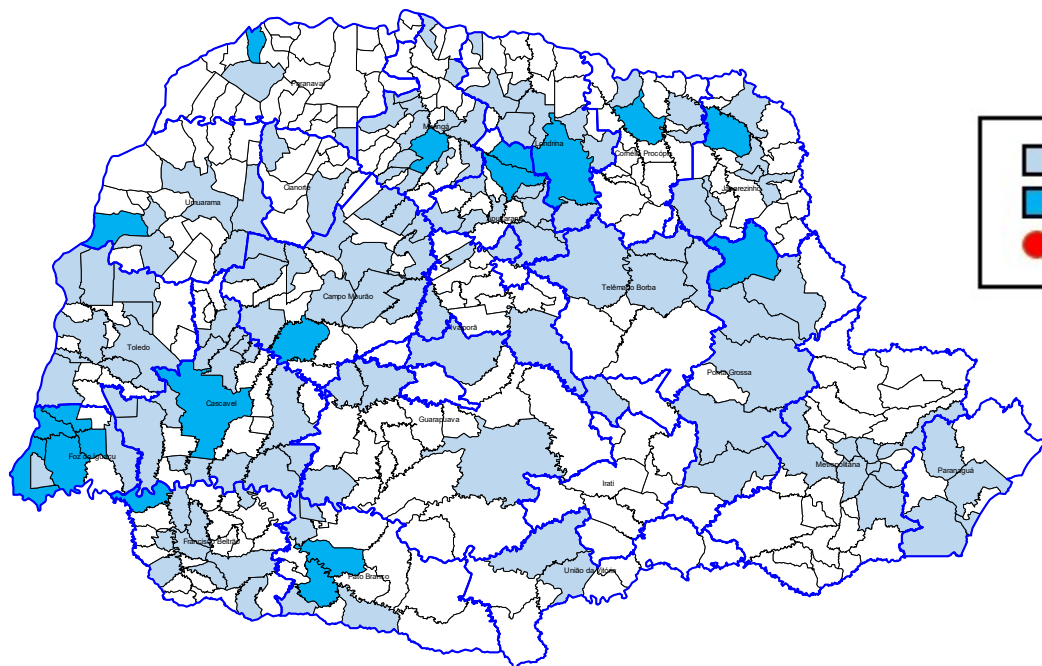 Paranavaí
Maringá
Londrina
Cornélio Procópio
Jacarezinho
Cianorte
Umuarama
Apucarana
Telêmaco Borba
Campo Mourão
Ivaiporã
Toledo
Ponta Grossa
Cascavel
Guarapuava
Foz do Iguaçu
Metropolitana
Paranaguá
Irati
Francisco Beltrão
Pato Branco
União da Vitória